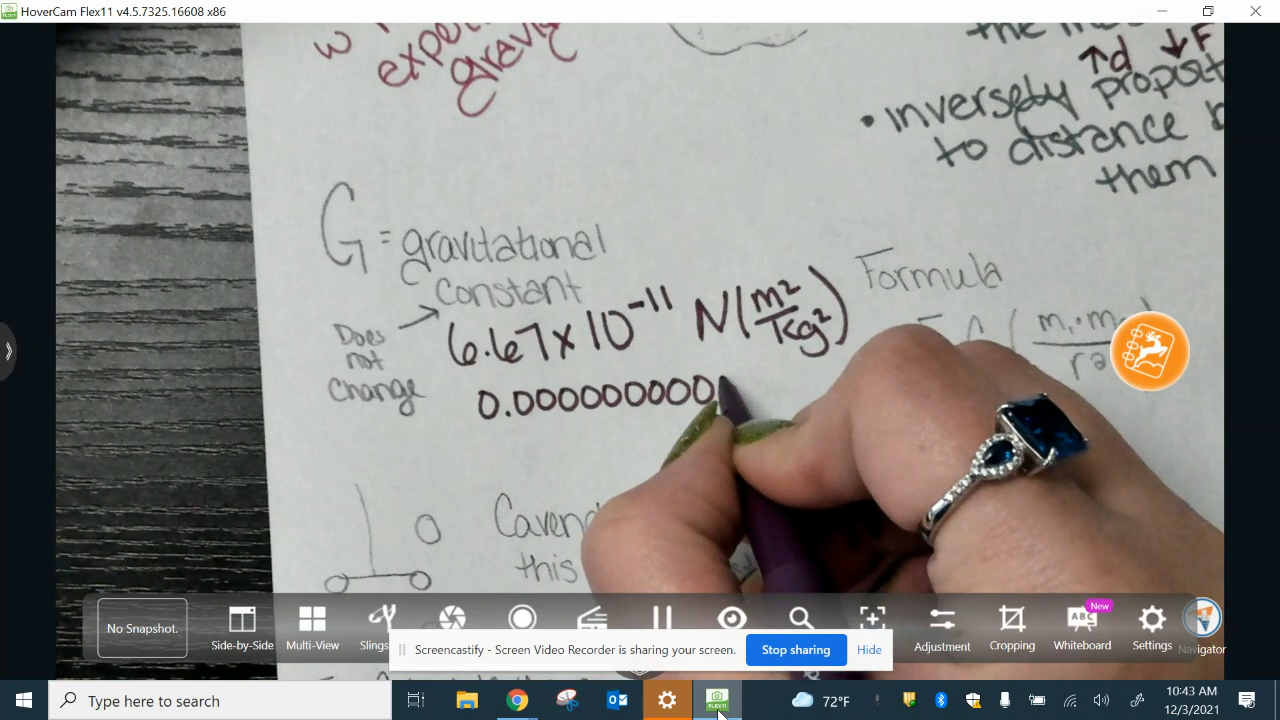 HoverCam Flex11 v4.5.7325.16608 x86
w
gravi
↑d ↓F
• inversely
to distance
them
G = gravitational
constant
Does
not
change
6.67 x 10⁻¹¹ N(m²/kg²)
0.000000000
Formula
this
No Snapshot.
Side-by-Side
Multi-View
New
Adjustment
Cropping
Whiteboard
Settings
Navigator
Screencastify - Screen Video Recorder is sharing your screen.
Stop sharing
Hide
Type here to search
FLEX11
72°F
10:43 AM
12/3/2021